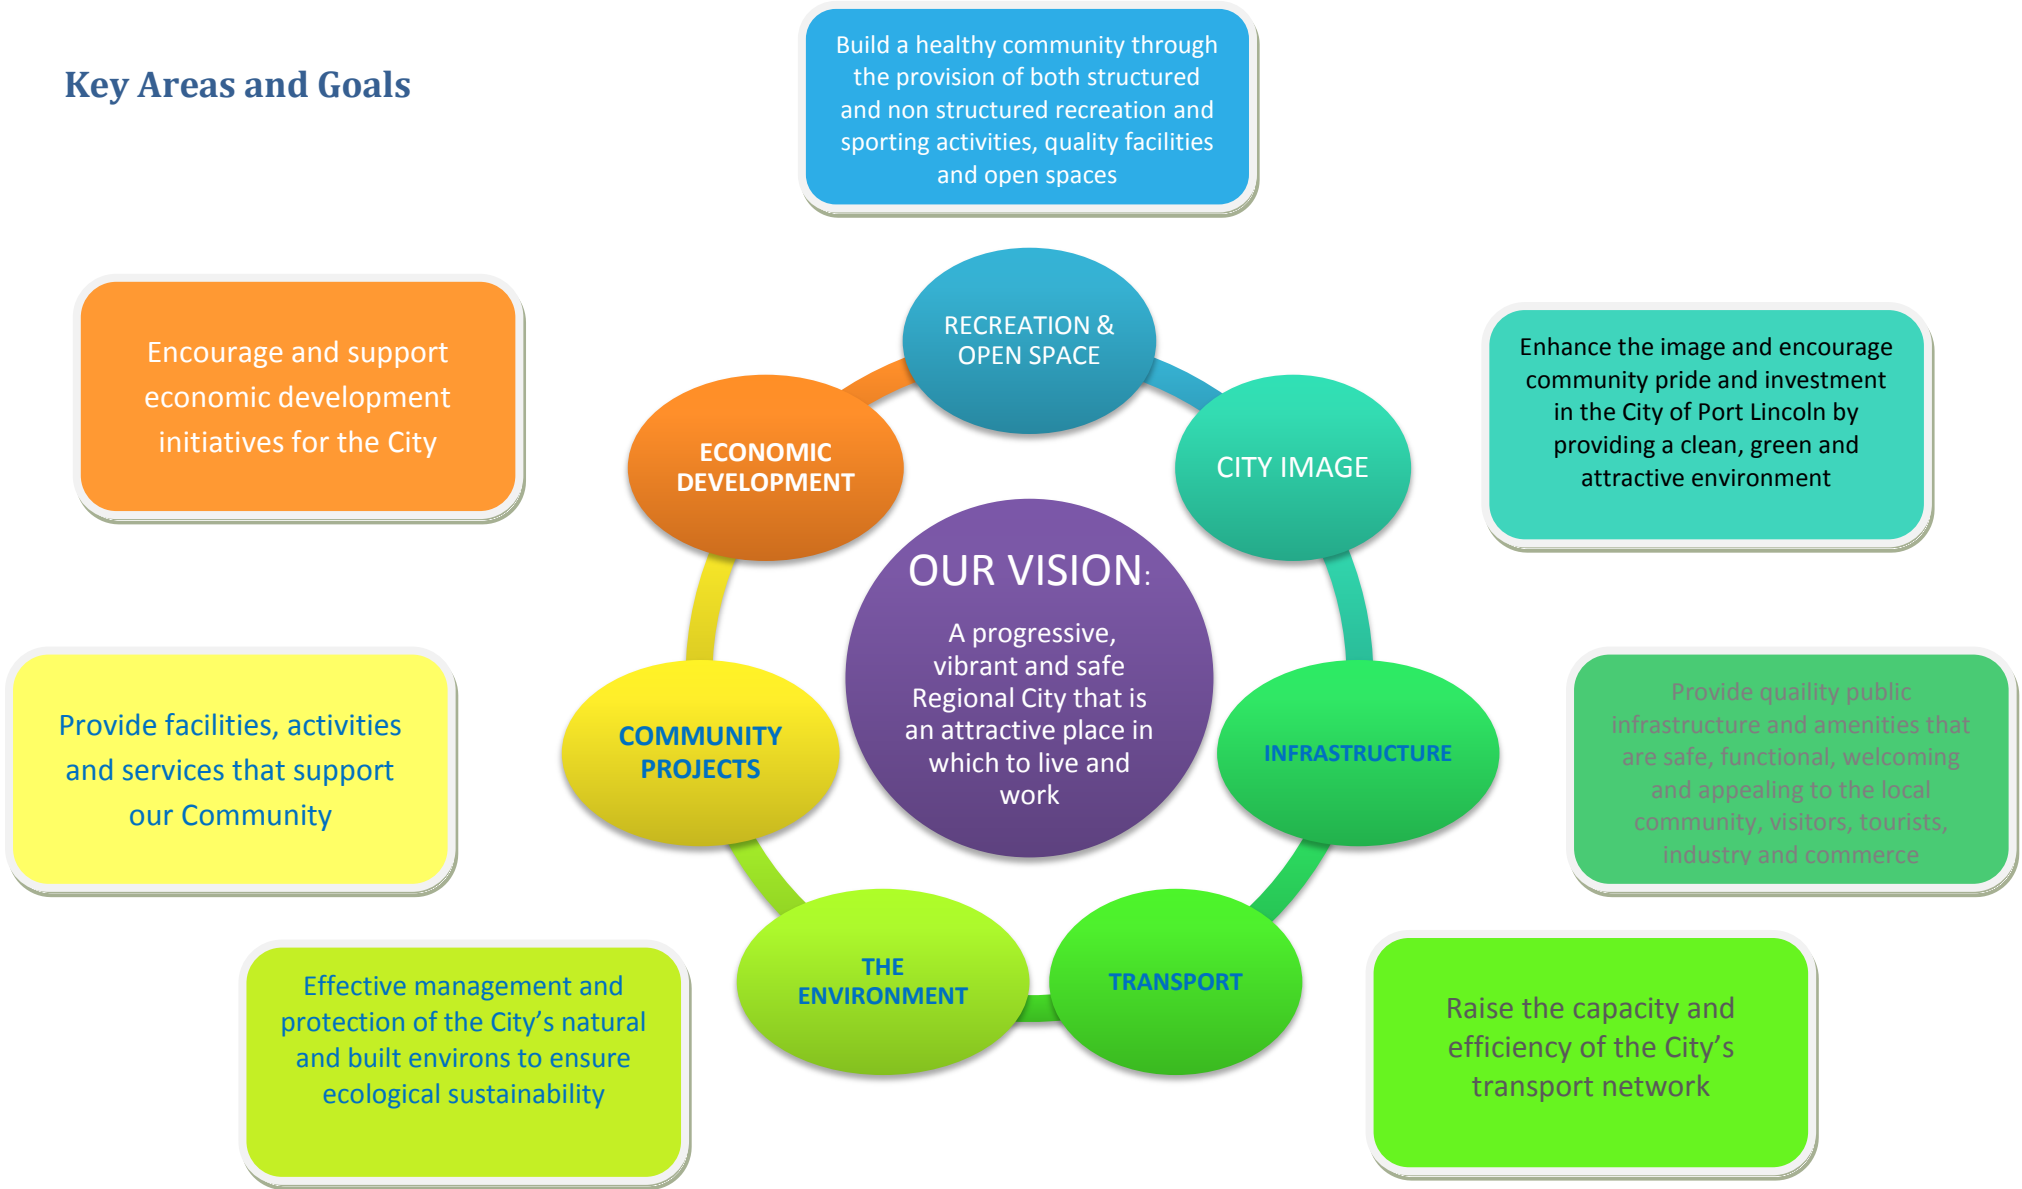 Key Areas and Goals
Build a healthy community through
the provision of both structured
and non structured recreation and
sporting activities, quality facilities
and open spaces
RECREATION &
OPEN SPACE
Encourage and support
economic development
initiatives for the City
ECONOMIC
DEVELOPMENT
CITY IMAGE
Enhance the image and encourage
community pride and investment
in the City of Port Lincoln by
providing a clean, green and
attractive environment
OUR VISION:
A progressive,
vibrant and safe
Regional City that is
an attractive place in
which to live and
work
Provide facilities, activities
and services that support
our Community
COMMUNITY
PROJECTS
INFRASTRUCTURE
Provide quaility public
infrastructure and amenities that
are safe, functional, welcoming
and appealing to the local
community, visitors, tourists,
industry and commerce
Effective management and
protection of the City’s natural
and built environs to ensure
ecological sustainability
THE
ENVIRONMENT
TRANSPORT
Raise the capacity and
efficiency of the City’s
transport network